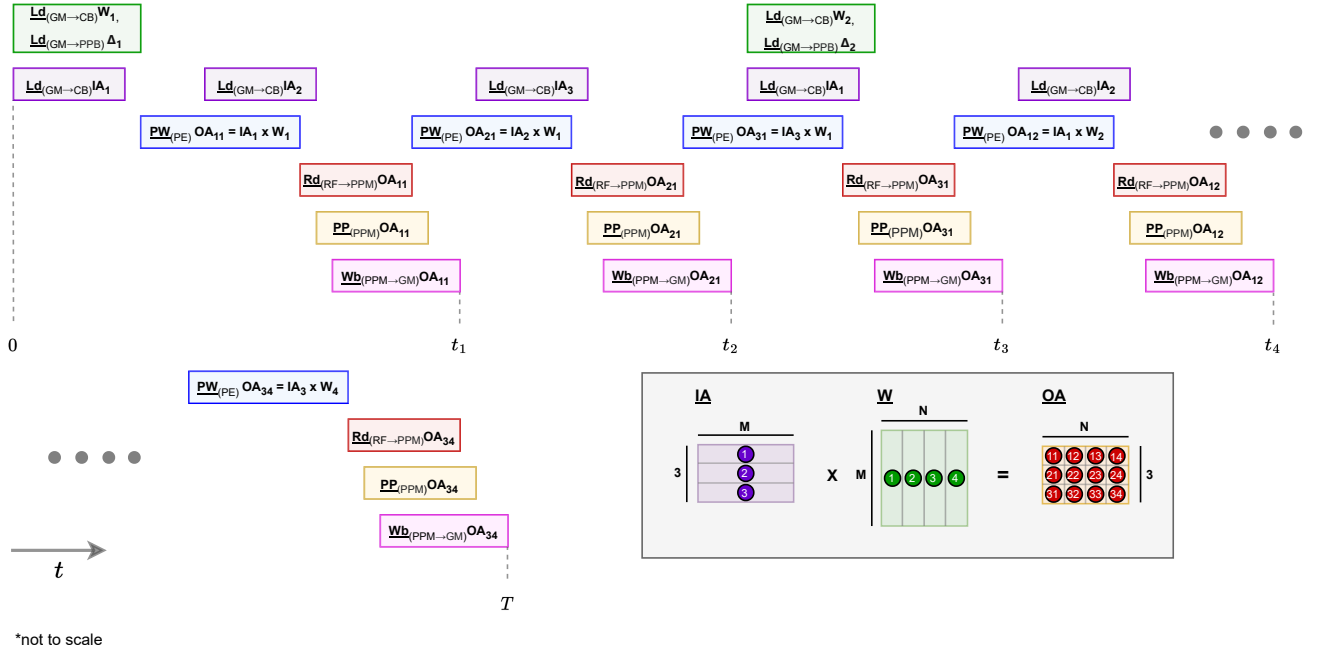 Ld(GM→CB)W1,
Ld(GM→PPB) Δ1
Ld(GM→CB)W2,
Ld(GM→PPB) Δ2
Ld(GM→CB)IA1
Ld(GM→CB)IA2
Ld(GM→CB)IA3
Ld(GM→CB)IA1
Ld(GM→CB)IA2
PW(PE) OA11 = IA1 x W1
PW(PE) OA21 = IA2 x W1
PW(PE) OA31 = IA3 x W1
PW(PE) OA12 = IA1 x W2
Rd(RF→PPM)OA11
Rd(RF→PPM)OA21
Rd(RF→PPM)OA31
Rd(RF→PPM)OA12
PP(PPM)OA11
PP(PPM)OA21
PP(PPM)OA31
PP(PPM)OA12
Wb(PPM→GM)OA11
Wb(PPM→GM)OA21
Wb(PPM→GM)OA31
Wb(PPM→GM)OA12
0
t1
t2
t3
t4
PW(PE) OA34 = IA3 x W4
Rd(RF→PPM)OA34
PP(PPM)OA34
Wb(PPM→GM)OA34
t
T
*not to scale
IA
W
OA
M
N
N
3
1
2
3
X
M
1 2 3 4
=
11 12 13 14
21 22 23 24
31 32 33 34
3